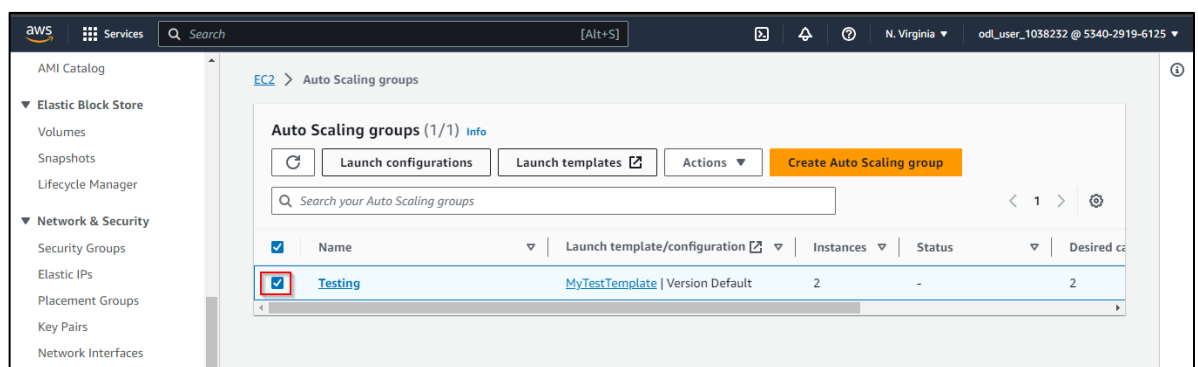 aws Services Search [Alt+S] N. Virginia ▼ odl_user_1038232 @ 5340-2919-6125 ▼
AMI Catalog
▼ Elastic Block Store
Volumes
Snapshots
Lifecycle Manager
▼ Network & Security
Security Groups
Elastic IPs
Placement Groups
Key Pairs
Network Interfaces
EC2 > Auto Scaling groups
Auto Scaling groups (1/1) Info
Launch configurations Launch templates Actions ▼ Create Auto Scaling group
Search your Auto Scaling groups < 1 >
Name Launch template/configuration Instances Status Desired ca
Testing MyTestTemplate | Version Default 2 - 2